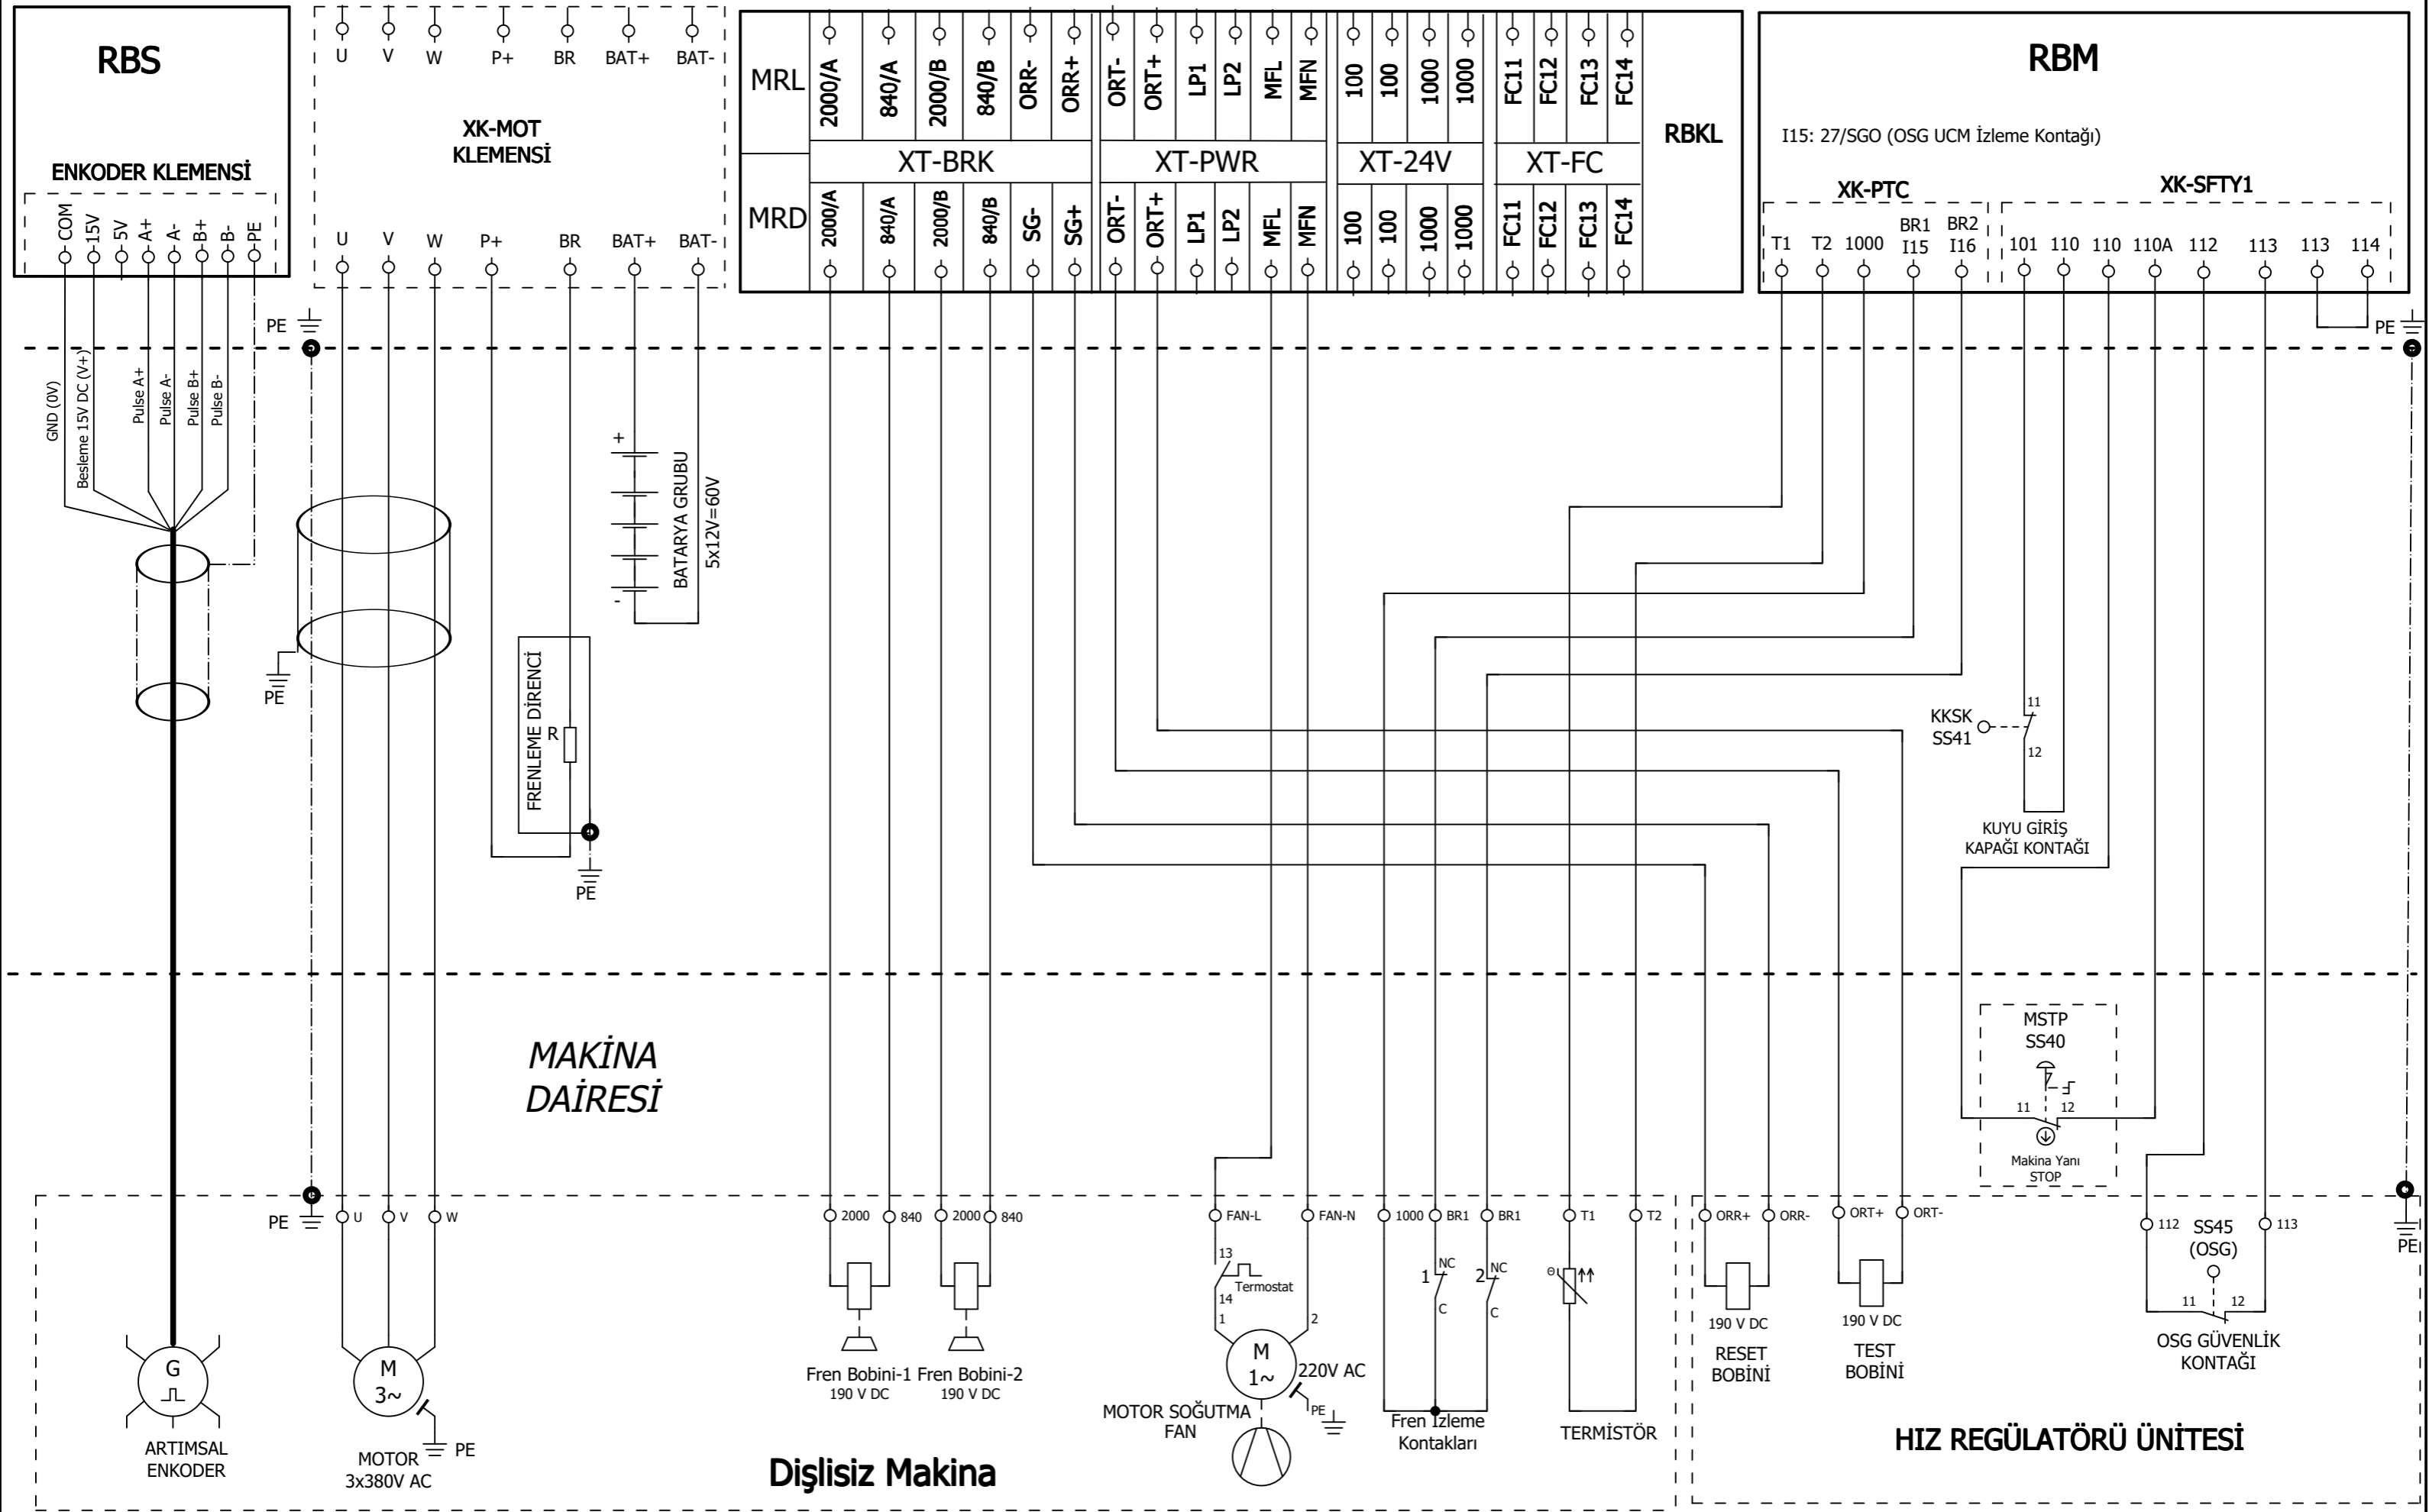 RBS
ENKODER KLEMENSİ
COM
15V
5V
A+
A-
B+
B-
PE
U
V
W
P+
BR
BAT+
BAT-
XK-MOT
KLEMENSİ
U
V
W
P+
BR
BAT+
BAT-
MRL
2000/A
840/A
2000/B
840/B
ORR-
ORR+
ORT-
ORT+
LP1
LP2
MFL
MFN
100
100
1000
1000
FC11
FC12
FC13
FC14
XT-BRK
XT-PWR
XT-24V
XT-FC
RBKL
MRD
2000/A
840/A
2000/B
840/B
SG-
SG+
ORT-
ORT+
LP1
LP2
MFL
MFN
100
100
1000
1000
FC11
FC12
FC13
FC14
RBM
I15: 27/SGO (OSG UCM İzleme Kontağı)
XK-PTC
XK-SFTY1
T1
T2
1000
BR1
I15
BR2
I16
101
110
110
110A
112
113
113
114
PE
PE
GND (0V)
Besleme 15V DC (V+)
Pulse A+
Pulse A-
Pulse B+
Pulse B-
PE
+
-
BATARYA GRUBU
5x12V=60V
FRENLEME DİRENCİ
R
PE
KKSK
SS41
11
12
KUYU GİRİŞ
KAPAĞI KONTAĞI
MAKİNA
DAİRESİ
MSTP
SS40
11
12
Makina Yanı
STOP
PE
U
V
W
2000
840
2000
840
FAN-L
FAN-N
1000
BR1
BR1
T1
T2
ORR+
ORR-
ORT+
ORT-
112
SS45
(OSG)
113
PE
13
Termostat
14
1
2
1
NC
C
2
NC
C
Θ
11
12
G
M
3~
M
1~
220V AC
PE
Fren Bobini-1
190 V DC
Fren Bobini-2
190 V DC
190 V DC
RESET
BOBİNİ
190 V DC
TEST
BOBİNİ
OSG GÜVENLİK
KONTAĞI
MOTOR SOĞUTMA
FAN
Fren İzleme
Kontakları
TERMİSTÖR
ARTIMSAL
ENKODER
MOTOR
3x380V AC
PE
Dişlisiz Makina
HIZ REGÜLATÖRÜ ÜNİTESİ